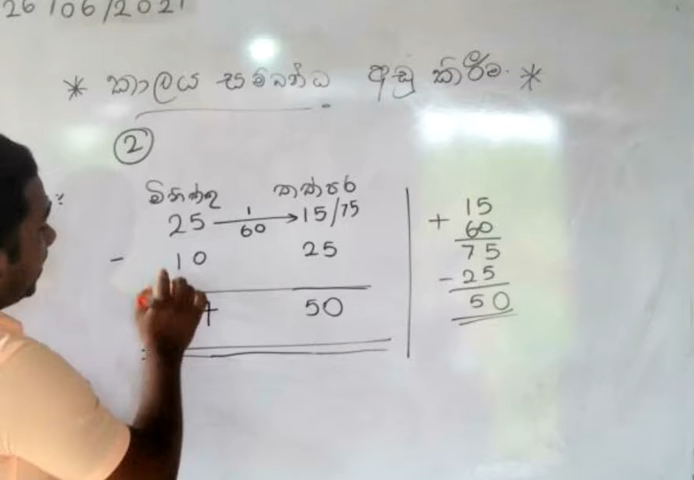 26/06/2021
* කාලය සම්බන්ධ අඩු කිරීම. *
2
මිනිත්තු තත්පර
25 1/60 → 15/75
- 10 25
50
+ 15
60
75
- 25
50